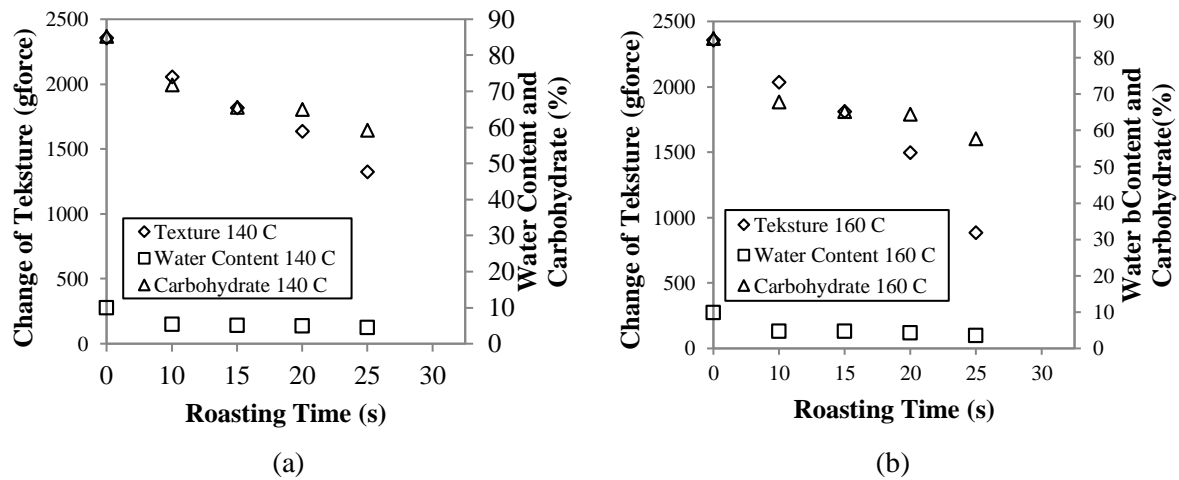 2500
2000
1500
1000
500
0
Change of Teksture (gforce)
90
80
70
60
50
40
30
20
10
0
Water Content and
Carbohydrate (%)
Texture 140 C
Water Content 140 C
Carbohydrate 140 C
0 10 15 20 25 30
Roasting Time (s)
(a)
2500
2000
1500
1000
500
0
Change of Teksture (gforce)
90
80
70
60
50
40
30
20
10
0
Water bContent and
Carbohydrate(%)
Teksture 160 C
Water Content 160 C
Carbohydrate 160 C
0 10 15 20 25 30
Roasting Time (s)
(b)